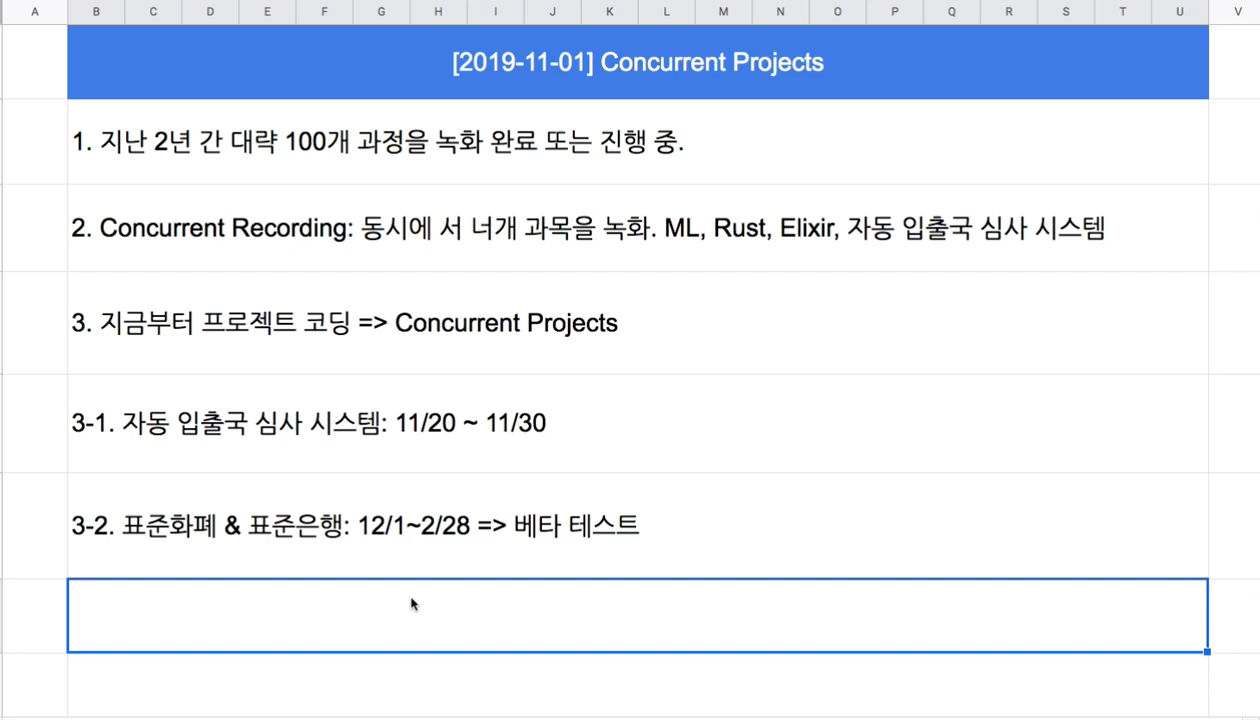 A B C D E F G H I J K L M N O P Q R S T U V
[2019-11-01] Concurrent Projects
1. 지난 2년 간 대략 100개 과정을 녹화 완료 또는 진행 중.
2. Concurrent Recording: 동시에 서 너개 과목을 녹화. ML, Rust, Elixir, 자동 입출국 심사 시스템
3. 지금부터 프로젝트 코딩 => Concurrent Projects
3-1. 자동 입출국 심사 시스템: 11/20 ~ 11/30
3-2. 표준화폐 & 표준은행: 12/1~2/28 => 베타 테스트